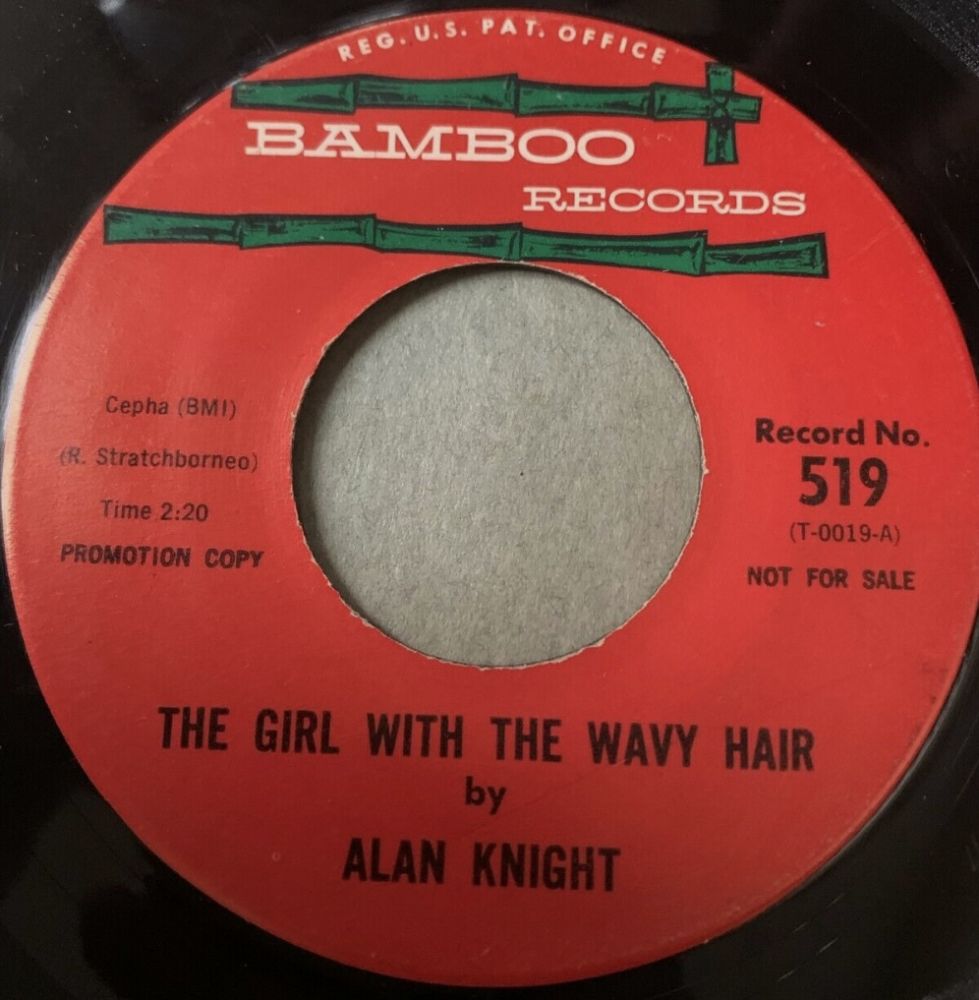 REG. U.S. PAT. OFFICE
BAMBOO
RECORDS
Cepha (BMI)
(R. Stratchborneo)
Time 2:20
PROMOTION COPY
Record No.
519
(T-0019-A)
NOT FOR SALE
THE GIRL WITH THE WAVY HAIR
by
ALAN KNIGHT